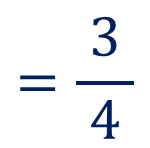 = 3/4